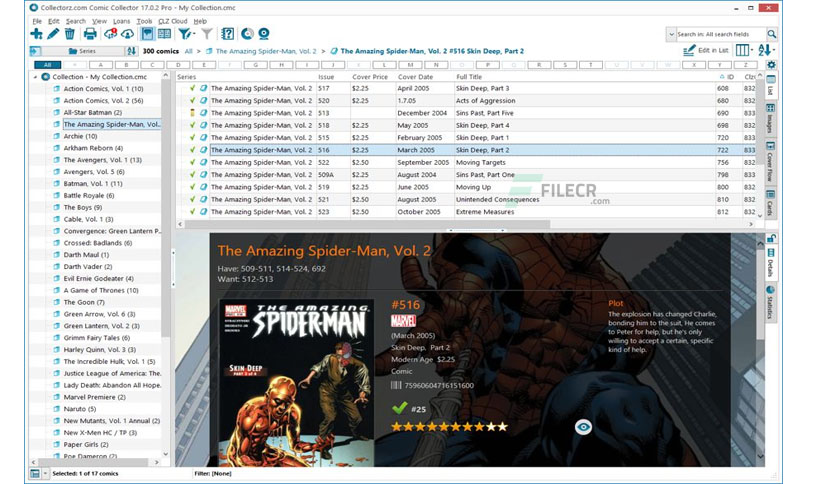 Collectorz.com Comic Collector 17.0.2 Pro - My Collection.cmc
File Edit Search View Loans Tools CLZ Cloud Help
Search in: All search fields
Series 300 comics All > The Amazing Spider-Man, Vol. 2 > The Amazing Spider-Man, Vol. 2 #516 Skin Deep, Part 2 Edit in List
All # A B C D E F G H I J K L M N O P Q R S T U V W X Y Z
Collection - My Collection.cmc
Action Comics, Vol. 1 (10)
Action Comics, Vol. 2 (56)
All-Star Batman (2)
The Amazing Spider-Man, Vol...
Archie (10)
Arkham Reborn (4)
The Avengers, Vol. 1 (13)
Avengers, Vol. 5 (6)
Batman, Vol. 1 (11)
Battle Royale (6)
The Boys (9)
Cable, Vol. 1 (3)
Convergence: Green Lantern P...
Crossed: Badlands (6)
Darth Maul (1)
Darth Vader (2)
Evil Ernie Godeater (4)
A Game of Thrones (10)
The Goon (7)
Green Arrow, Vol. 6 (3)
Green Lantern, Vol. 2 (3)
Grimm Fairy Tales (6)
Harley Quinn, Vol. 3 (1)
The Incredible Hulk, Vol. 1 (5)
Justice League of America: The...
Lady Death: Abandon All Hope...
Marvel Premiere (2)
Naruto (5)
New Mutants, Vol. 1 Annual (2)
New X-Men HC / TP (3)
Paper Girls (2)
Poe Dameron (2)
Series Issue Cover Price Cover Date Full Title ID Clz
The Amazing Spider-Man, Vol. 2 517 $2.25 April 2005 Skin Deep, Part 3 608 832
The Amazing Spider-Man, Vol. 2 520 $2.25 1.7.05 Acts of Aggression 680 832
The Amazing Spider-Man, Vol. 2 513 December 2004 Sins Past, Part Five 690 833
The Amazing Spider-Man, Vol. 2 518 $2.25 May 2005 Skin Deep, Part 4 698 832
The Amazing Spider-Man, Vol. 2 515 $2.25 February 2005 Skin Deep, Part 1 720 833
The Amazing Spider-Man, Vol. 2 516 $2.25 March 2005 Skin Deep, Part 2 722 833
The Amazing Spider-Man, Vol. 2 522 $2.50 September 2005 Moving Targets 756 832
The Amazing Spider-Man, Vol. 2 509A $2.25 August 2004 Sins Past, Part One 798 833
The Amazing Spider-Man, Vol. 2 519 $2.25 June 2005 Moving Up 800 832
The Amazing Spider-Man, Vol. 2 521 $2.50 August 2005 Unintended Consequences 810 832
The Amazing Spider-Man, Vol. 2 523 $2.50 October 2005 Extreme Measures 812 832
FILECR
.com
List
Images
Cover Flow
Cards
Details
Statistics
The Amazing Spider-Man, Vol. 2
Have: 509-511, 514-524, 692
Want: 512-513
MARVEL
THE AMAZING
SPIDER-MAN
SKIN DEEP
PART 2 of 4
#516
MARVEL
(March 2005)
Skin Deep, Part 2
Modern Age $2.25
Comic
75960604716151600
#25
Plot
The explosion has changed Charlie,
bonding him to the suit, He comes
to Peter for help, but he's only
willing to accept a certain, specific
kind of help.
Selected: 1 of 17 comics Filter: [None]